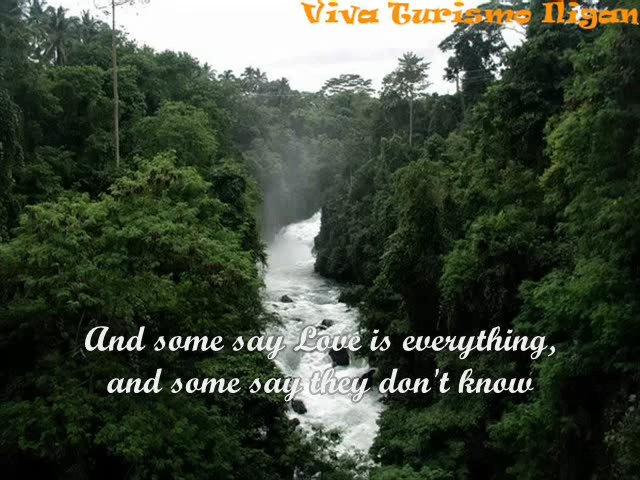 Viva Turismo Iligan
And some say Love is everything,
and some say they don't know